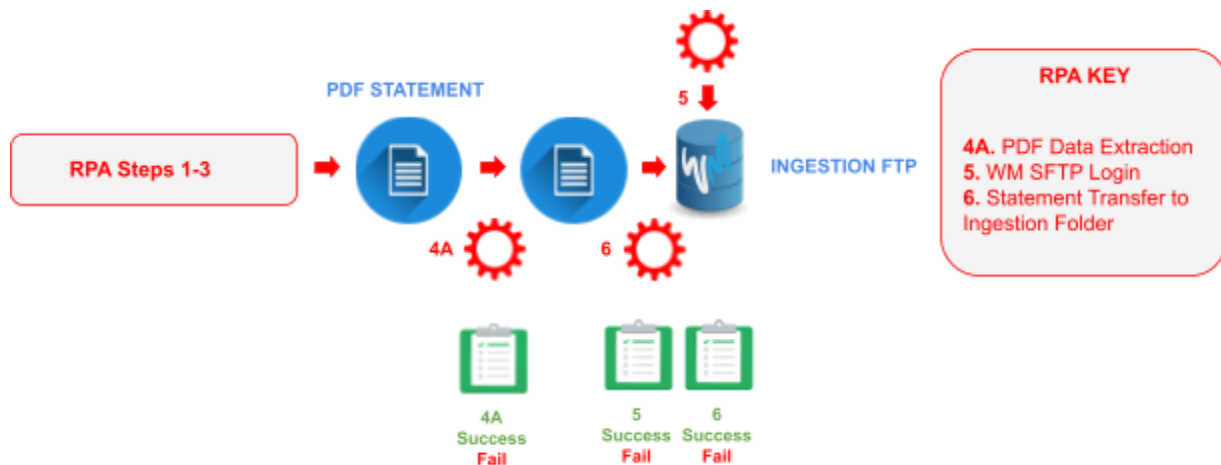 RPA Steps 1-3
PDF STATEMENT
4A
6
5
INGESTION FTP
RPA KEY
4A. PDF Data Extraction
5. WM SFTP Login
6. Statement Transfer to
Ingestion Folder
4A
Success
Fail
5
Success
Fail
6
Success
Fail